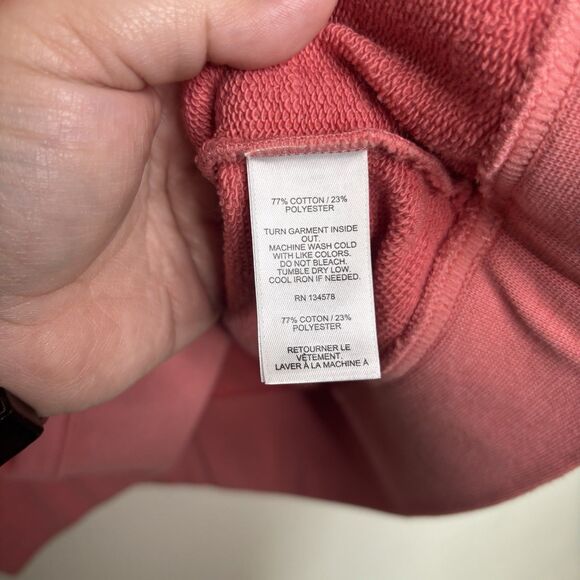 77% COTTON / 23%
POLYESTER
TURN GARMENT INSIDE
OUT.
MACHINE WASH COLD
WITH LIKE COLORS.
DO NOT BLEACH.
TUMBLE DRY LOW.
COOL IRON IF NEEDED.
RN 134578
77% COTON / 23%
POLYESTER
RETOURNER LE
VÊTEMENT.
LAVER À LA MACHINE À